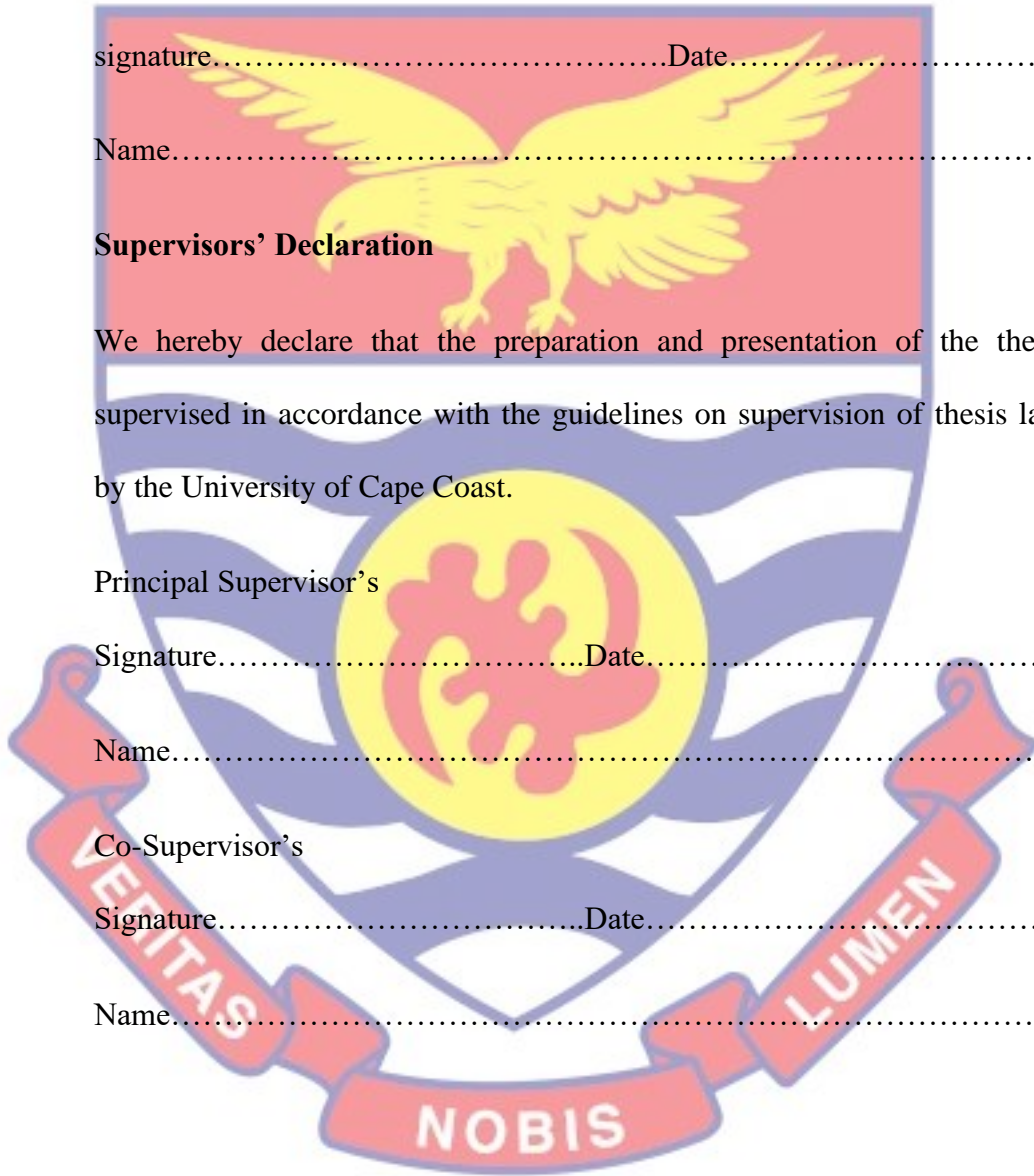 signature…………………………………….Date………………………
Name………………………………………………………………………
Supervisors’ Declaration
We hereby declare that the preparation and presentation of the the
supervised in accordance with the guidelines on supervision of thesis la
by the University of Cape Coast.
Principal Supervisor’s
Signature……………………………..Date………………………………
Name………………………………………………………………………
Co-Supervisor’s
Signature……………………………..Date………………………………
Name………………………………………………………………………
VERITAS
NOBIS
LUMEN